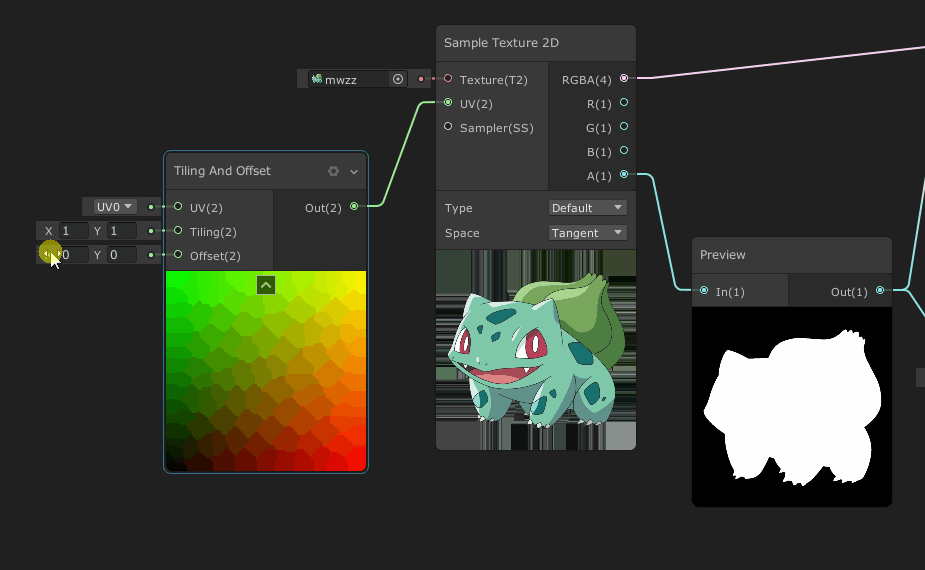 Sample Texture 2D
mwzz
Texture(T2)
RGBA(4)
UV(2)
R(1)
Sampler(SS)
G(1)
B(1)
A(1)
Type
Default
Space
Tangent
Tiling And Offset
UV0
UV(2)
Out(2)
X 1 Y 1
Tiling(2)
0 Y 0
Offset(2)
Preview
In(1)
Out(1)